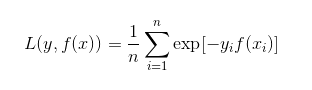 L(y, f(x)) = \frac{1}{n} \sum_{i=1}^{n} \exp[-y_i f(x_i)]